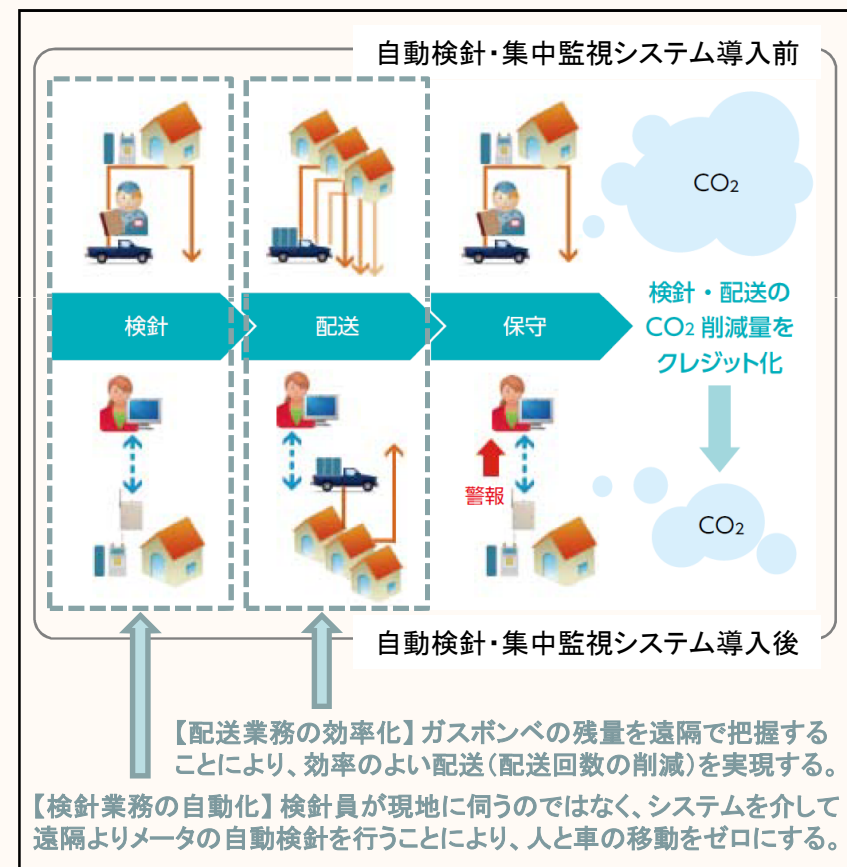 自動検針・集中監視システム導入前
CO2
検針
配送
保守
検針・配送の
CO2 削減量を
クレジット化
警報
CO2
自動検針・集中監視システム導入後
【配送業務の効率化】ガスボンベの残量を遠隔で把握する
ことにより、効率のよい配送(配送回数の削減)を実現する。
【検針業務の自動化】検針員が現地に伺うのではなく、システムを介して
遠隔よりメータの自動検針を行うことにより、人と車の移動をゼロにする。